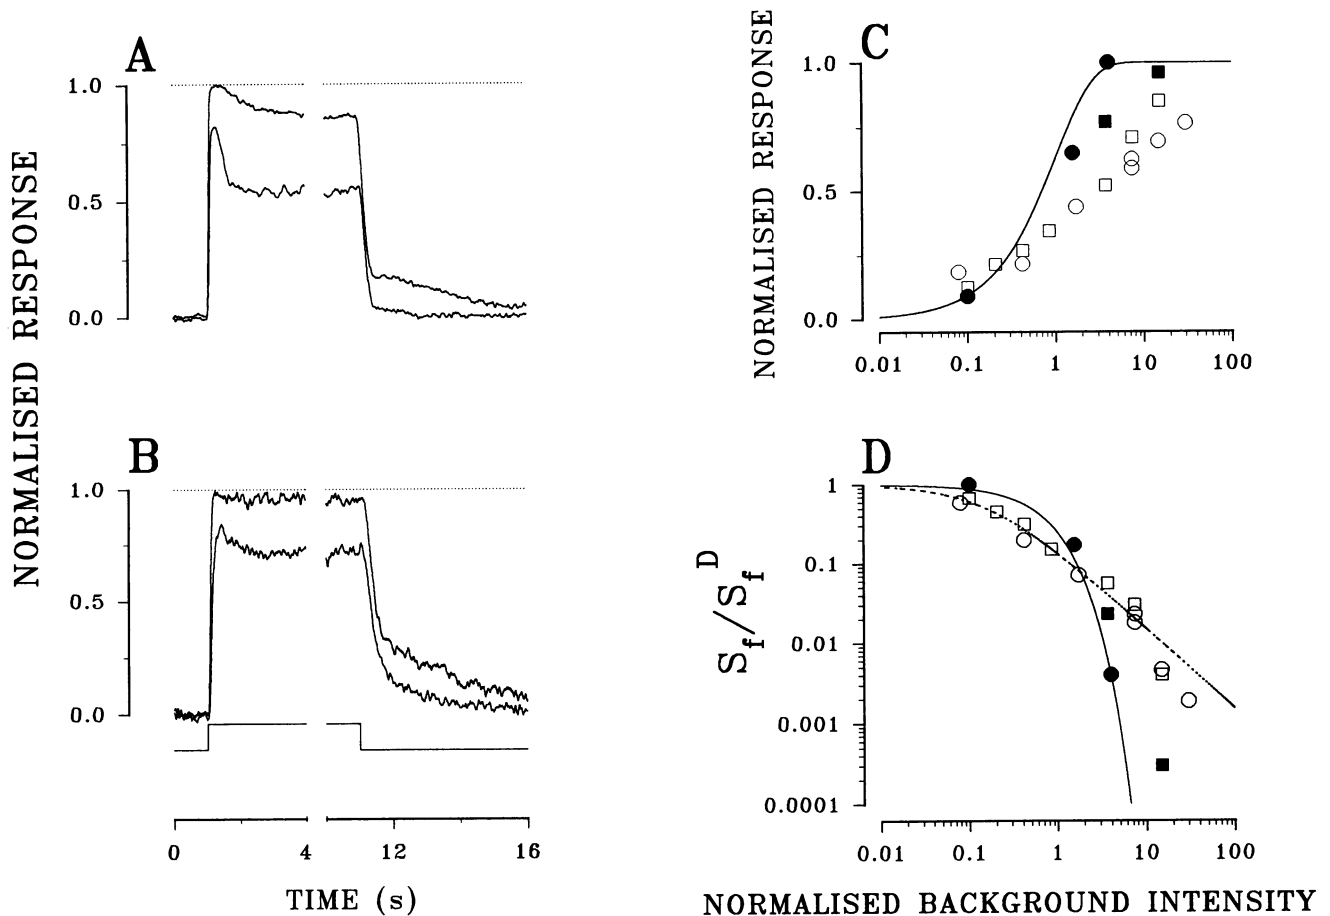 A
NORMALISED RESPONSE
1.0
0.5
0.0
B
1.0
0.5
0.0
0 4 12 16
TIME (s)
C
NORMALISED RESPONSE
1.0
0.5
0.0
0.01 0.1 1 10 100
D
S_f/S_f^D
1
0.1
0.01
0.001
0.0001
0.01 0.1 1 10 100
NORMALISED BACKGROUND INTENSITY